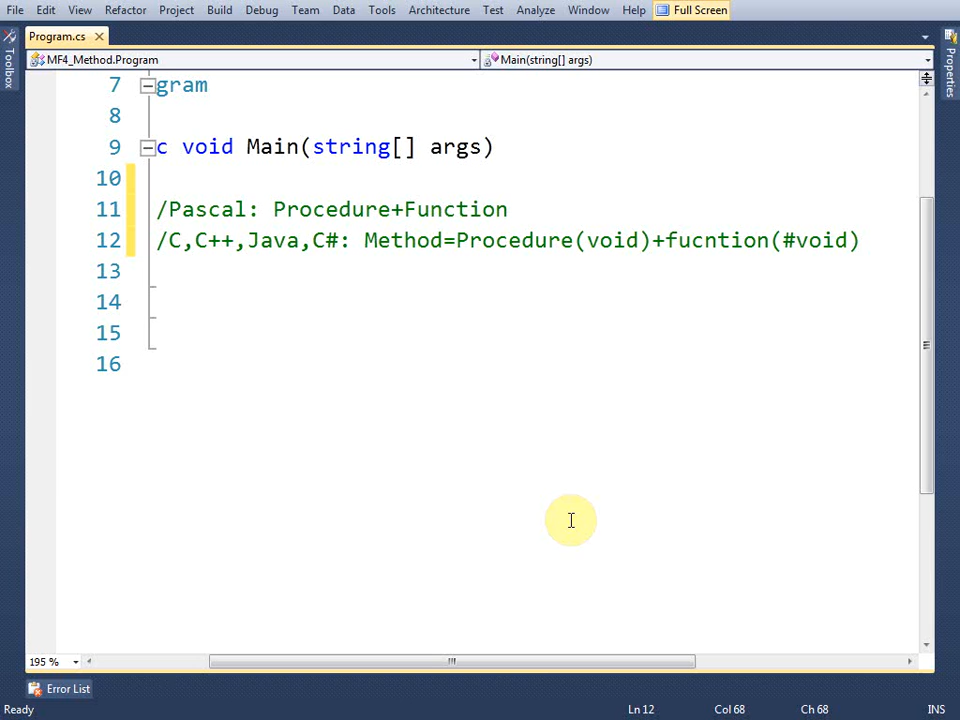 File Edit View Refactor Project Build Debug Team Data Tools Architecture Test Analyze Window Help Full Screen
Program.cs
Toolbox
Properties
MF4_Method.Program
Main(string[] args)
7 gram
8
9 c void Main(string[] args)
10
11 /Pascal: Procedure+Function
12 /C,C++,Java,C#: Method=Procedure(void)+fucntion(#void)
13
14
15
16
195 %
Error List
Ready Ln 12 Col 68 Ch 68 INS